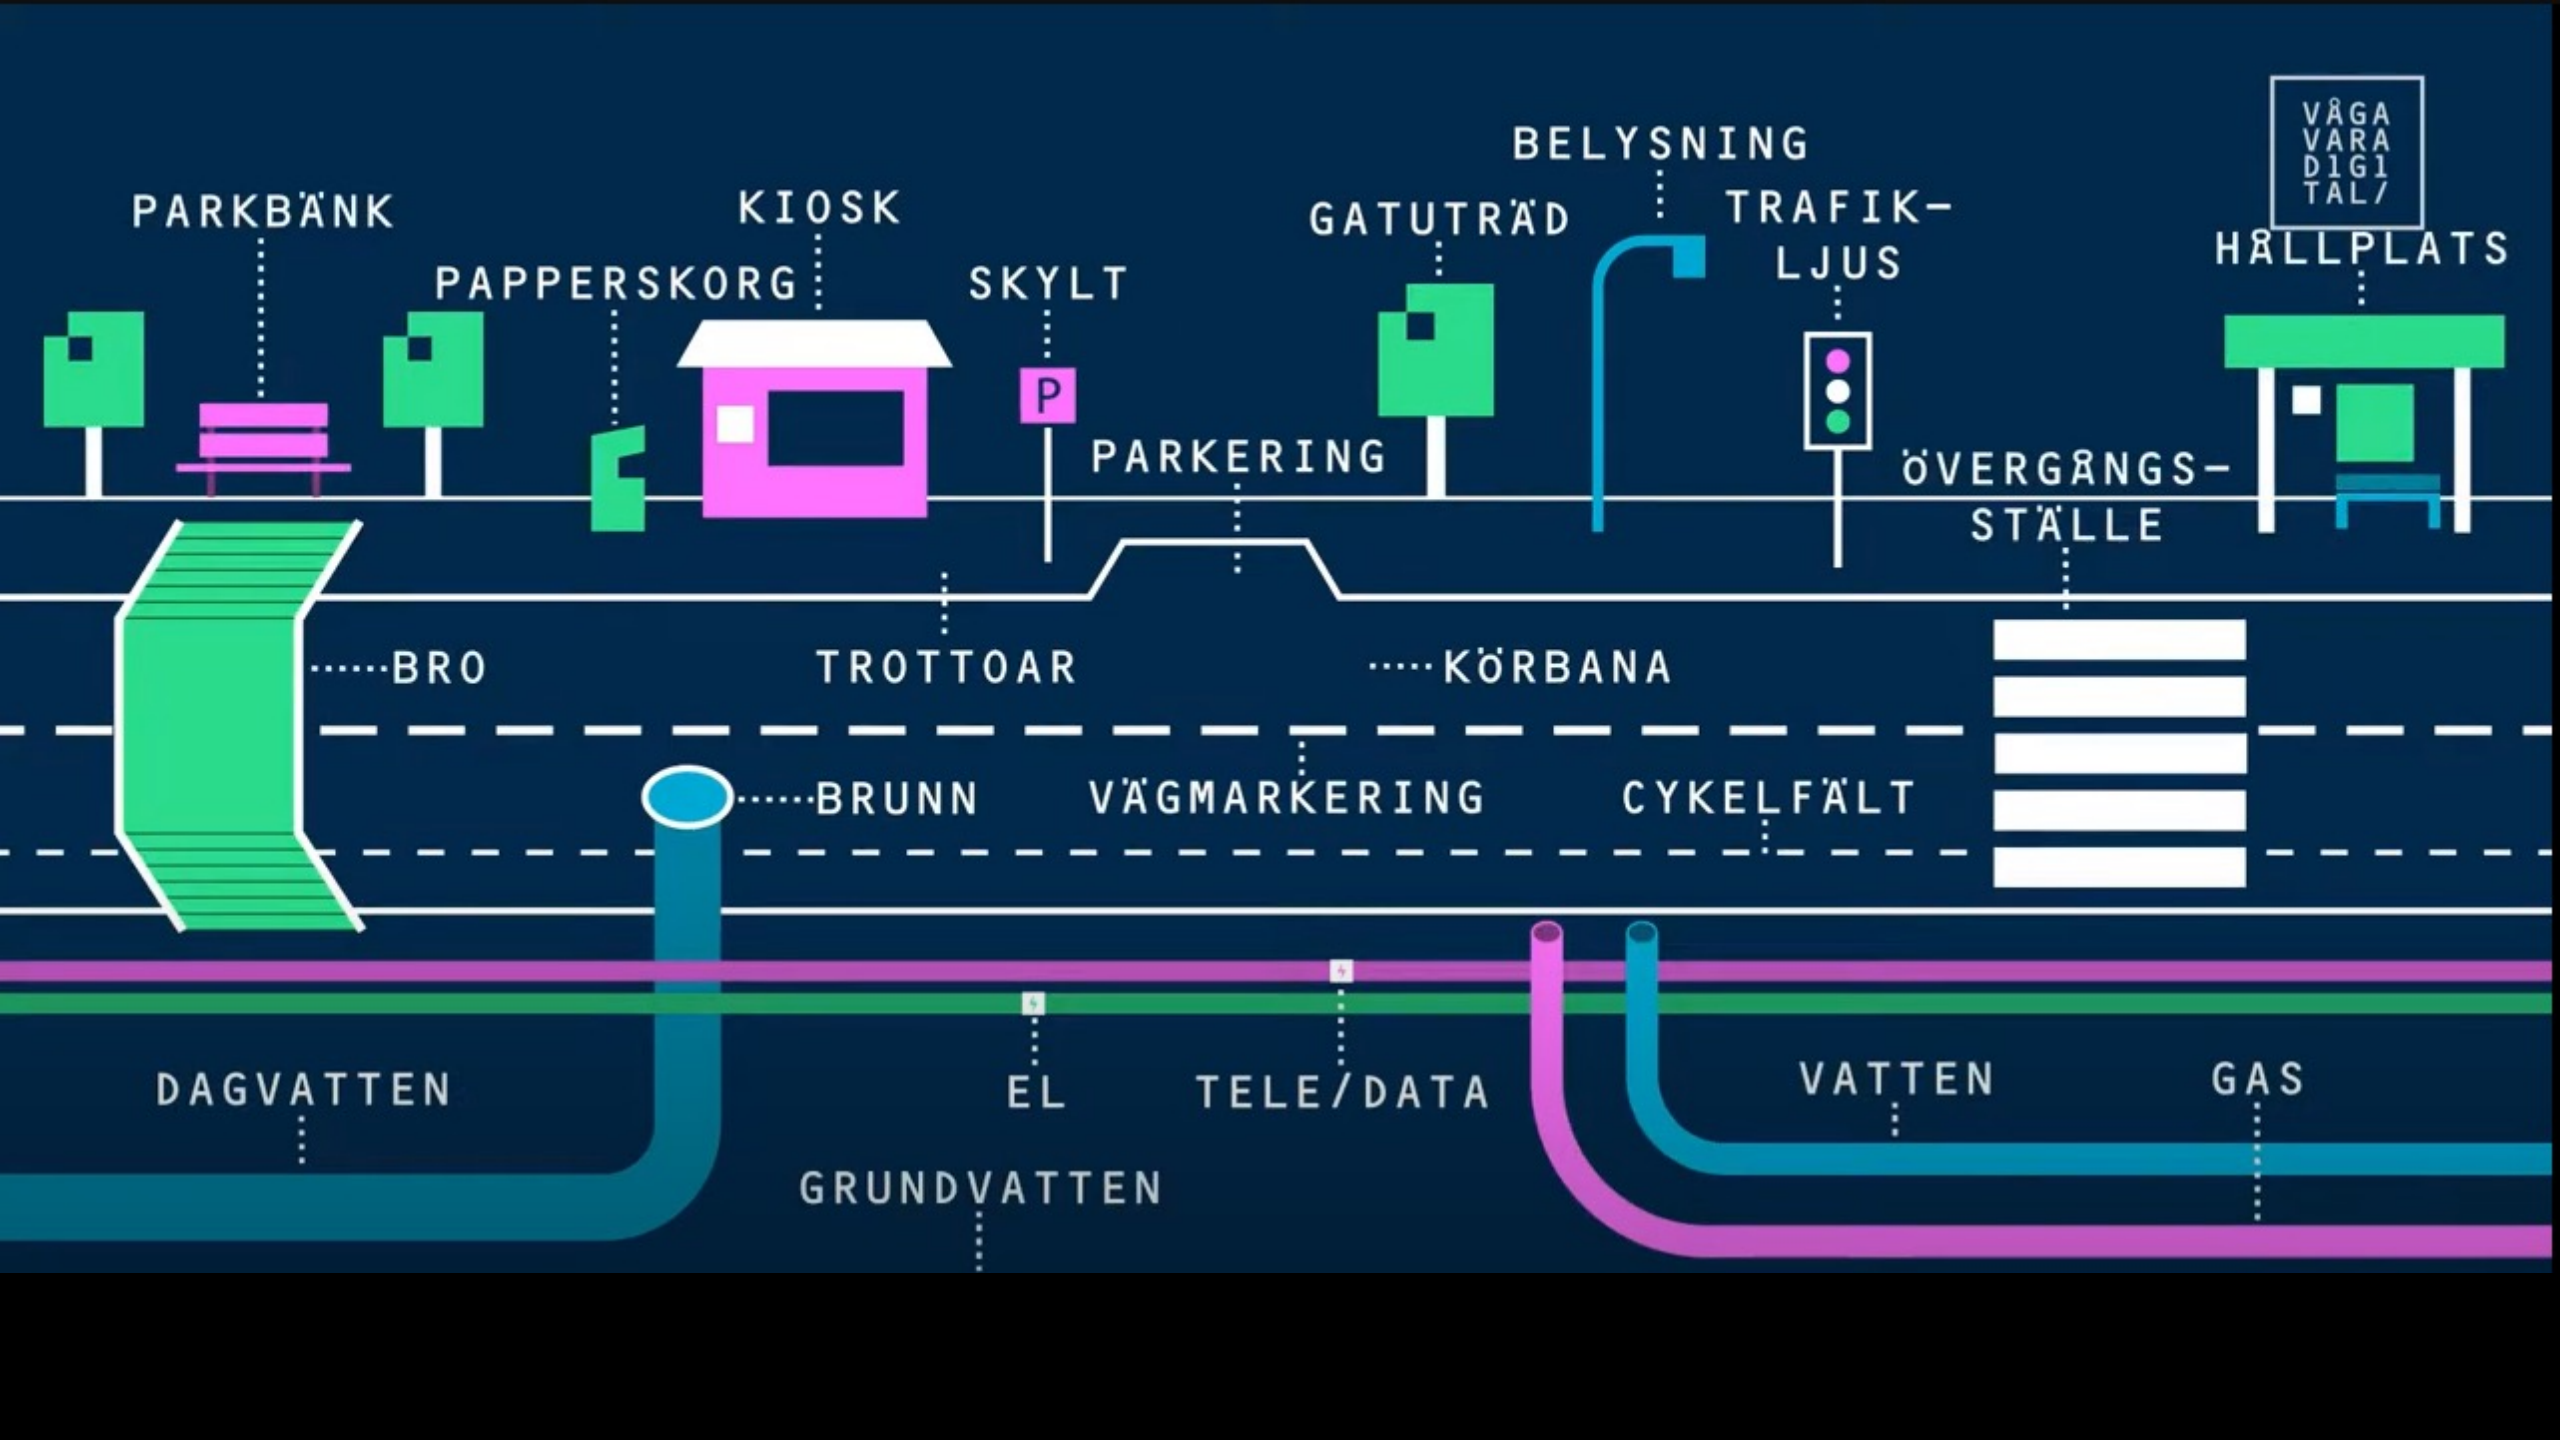 VÅGA
VARA
D1G1
TAL/
BELYSNING
PARKBÄNK
KIOSK
GATUTRÄD
TRAFIK-
LJUS
HÅLLPLATS
PAPPERSKORG
SKYLT
P
PARKERING
ÖVERGÅNGS-
STÄLLE
BRO
TROTTOAR
KÖRBANA
BRUNN
VÄGMARKERING
CYKELFÄLT
DAGVATTEN
EL
TELE/DATA
VATTEN
GAS
GRUNDVATTEN